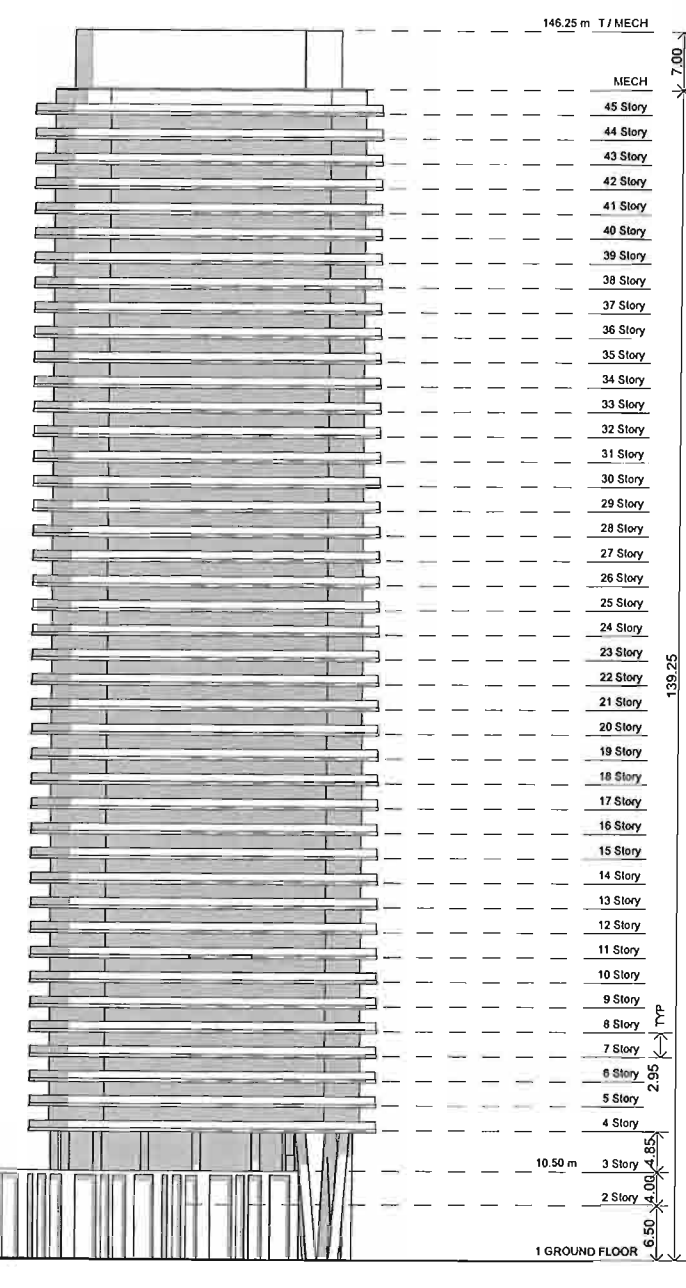 146.25 m T / MECH
7.00
MECH
45 Story
44 Story
43 Story
42 Story
41 Story
40 Story
39 Story
38 Story
37 Story
36 Story
35 Story
34 Story
33 Story
32 Story
31 Story
30 Story
29 Story
28 Story
27 Story
26 Story
25 Story
24 Story
23 Story
139.25
22 Story
21 Story
20 Story
19 Story
18 Story
17 Story
16 Story
15 Story
14 Story
13 Story
12 Story
11 Story
10 Story
9 Story
8 Story
TYP
7 Story
2.95
6 Story
5 Story
4 Story
4.85
10.50 m 3 Story
4.00
2 Story
6.50
1 GROUND FLOOR